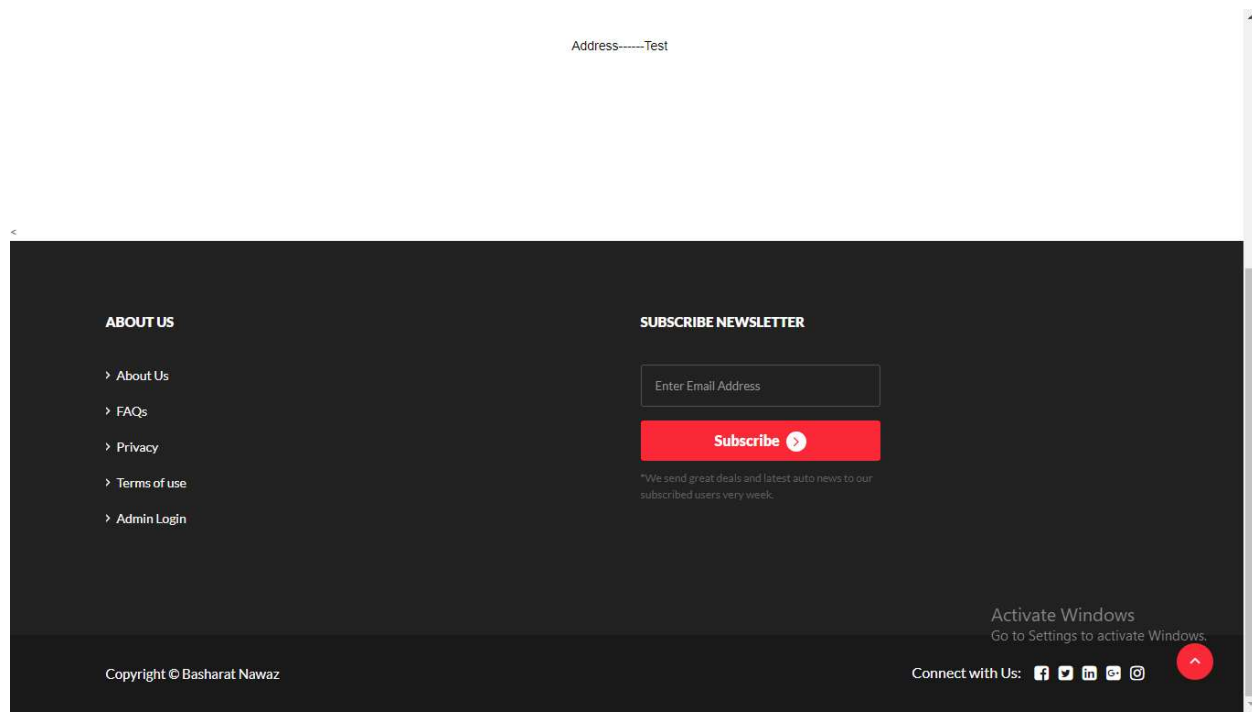 Address------Test
<
ABOUT US
› About Us
› FAQs
› Privacy
› Terms of use
› Admin Login
SUBSCRIBE NEWSLETTER
Enter Email Address
Subscribe
*We send great deals and latest auto news to our
subscribed users very week.
Activate Windows
Go to Settings to activate Windows.
Copyright © Basharat Nawaz
Connect with Us: